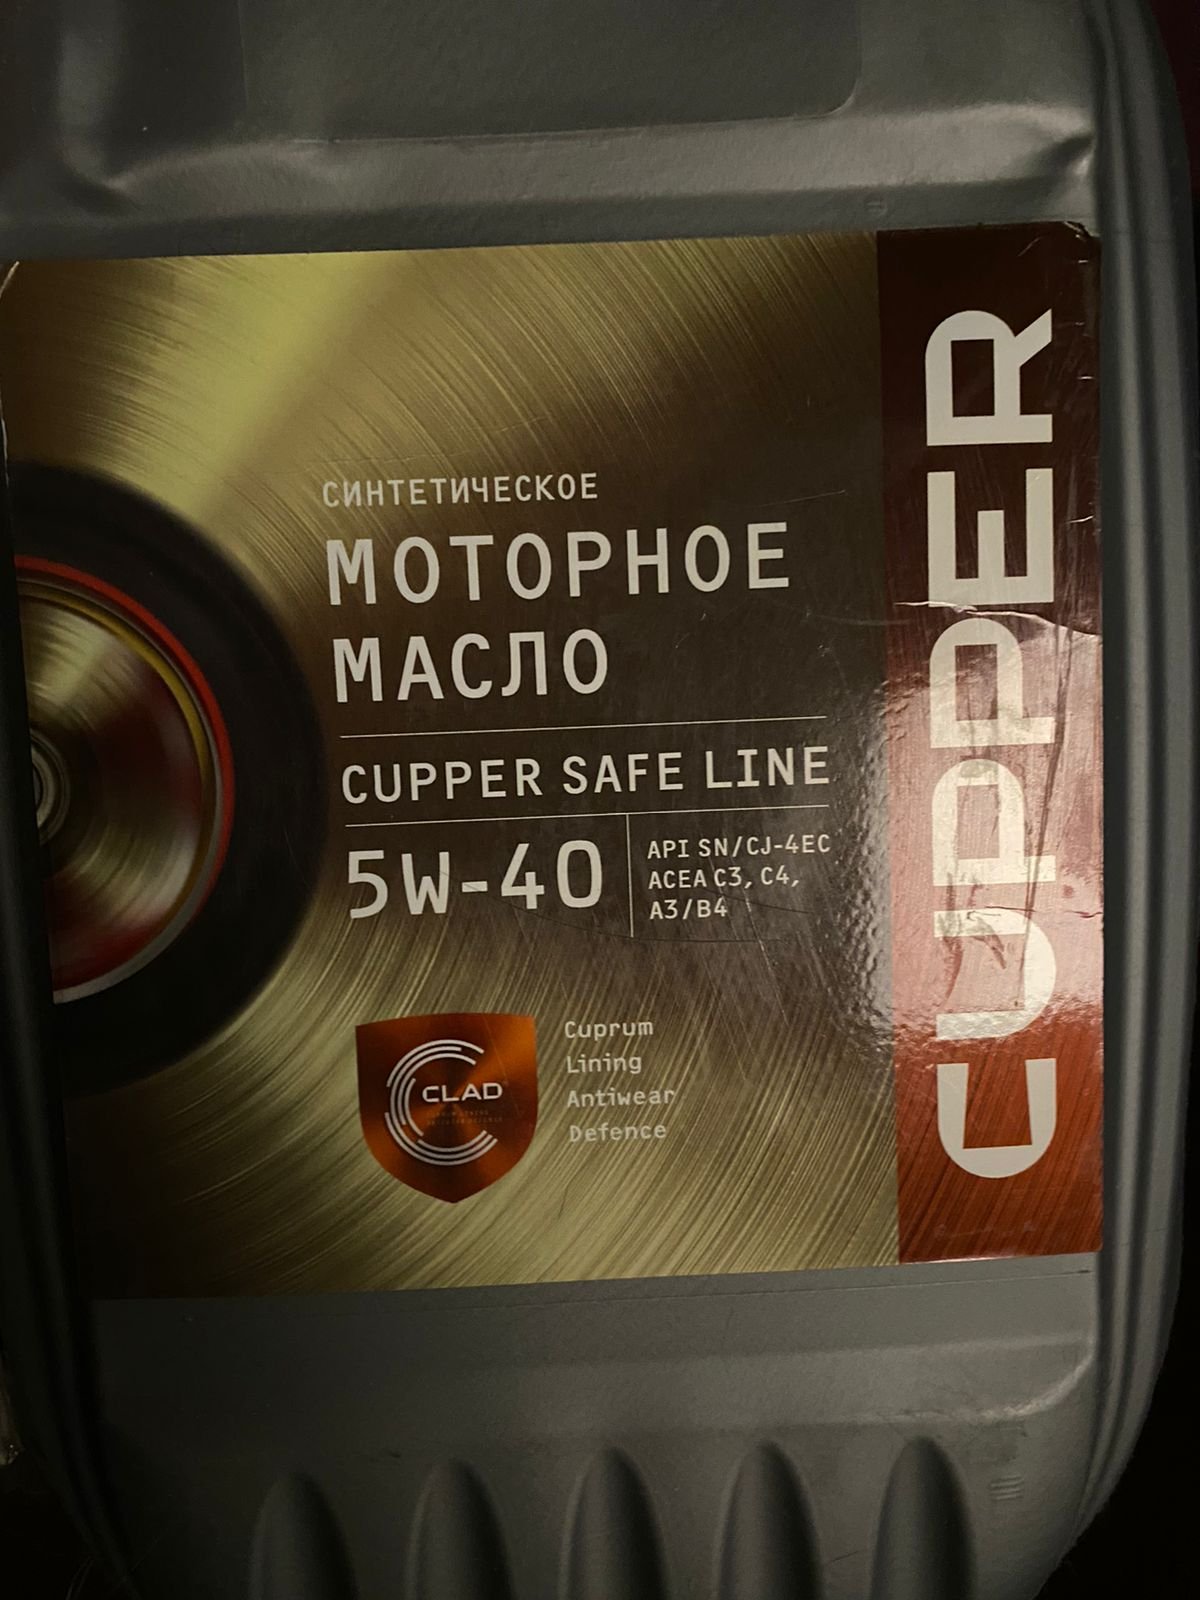 СИНТЕТИЧЕСКОЕ
МОТОРНОЕ
МАСЛО
CUPPER SAFE LINE
5W-40
API SN/CJ-4EC
ACEA C3, C4,
A3/B4
CLAD
Cuprum
Lining
Antiwear
Defence
CUPPER